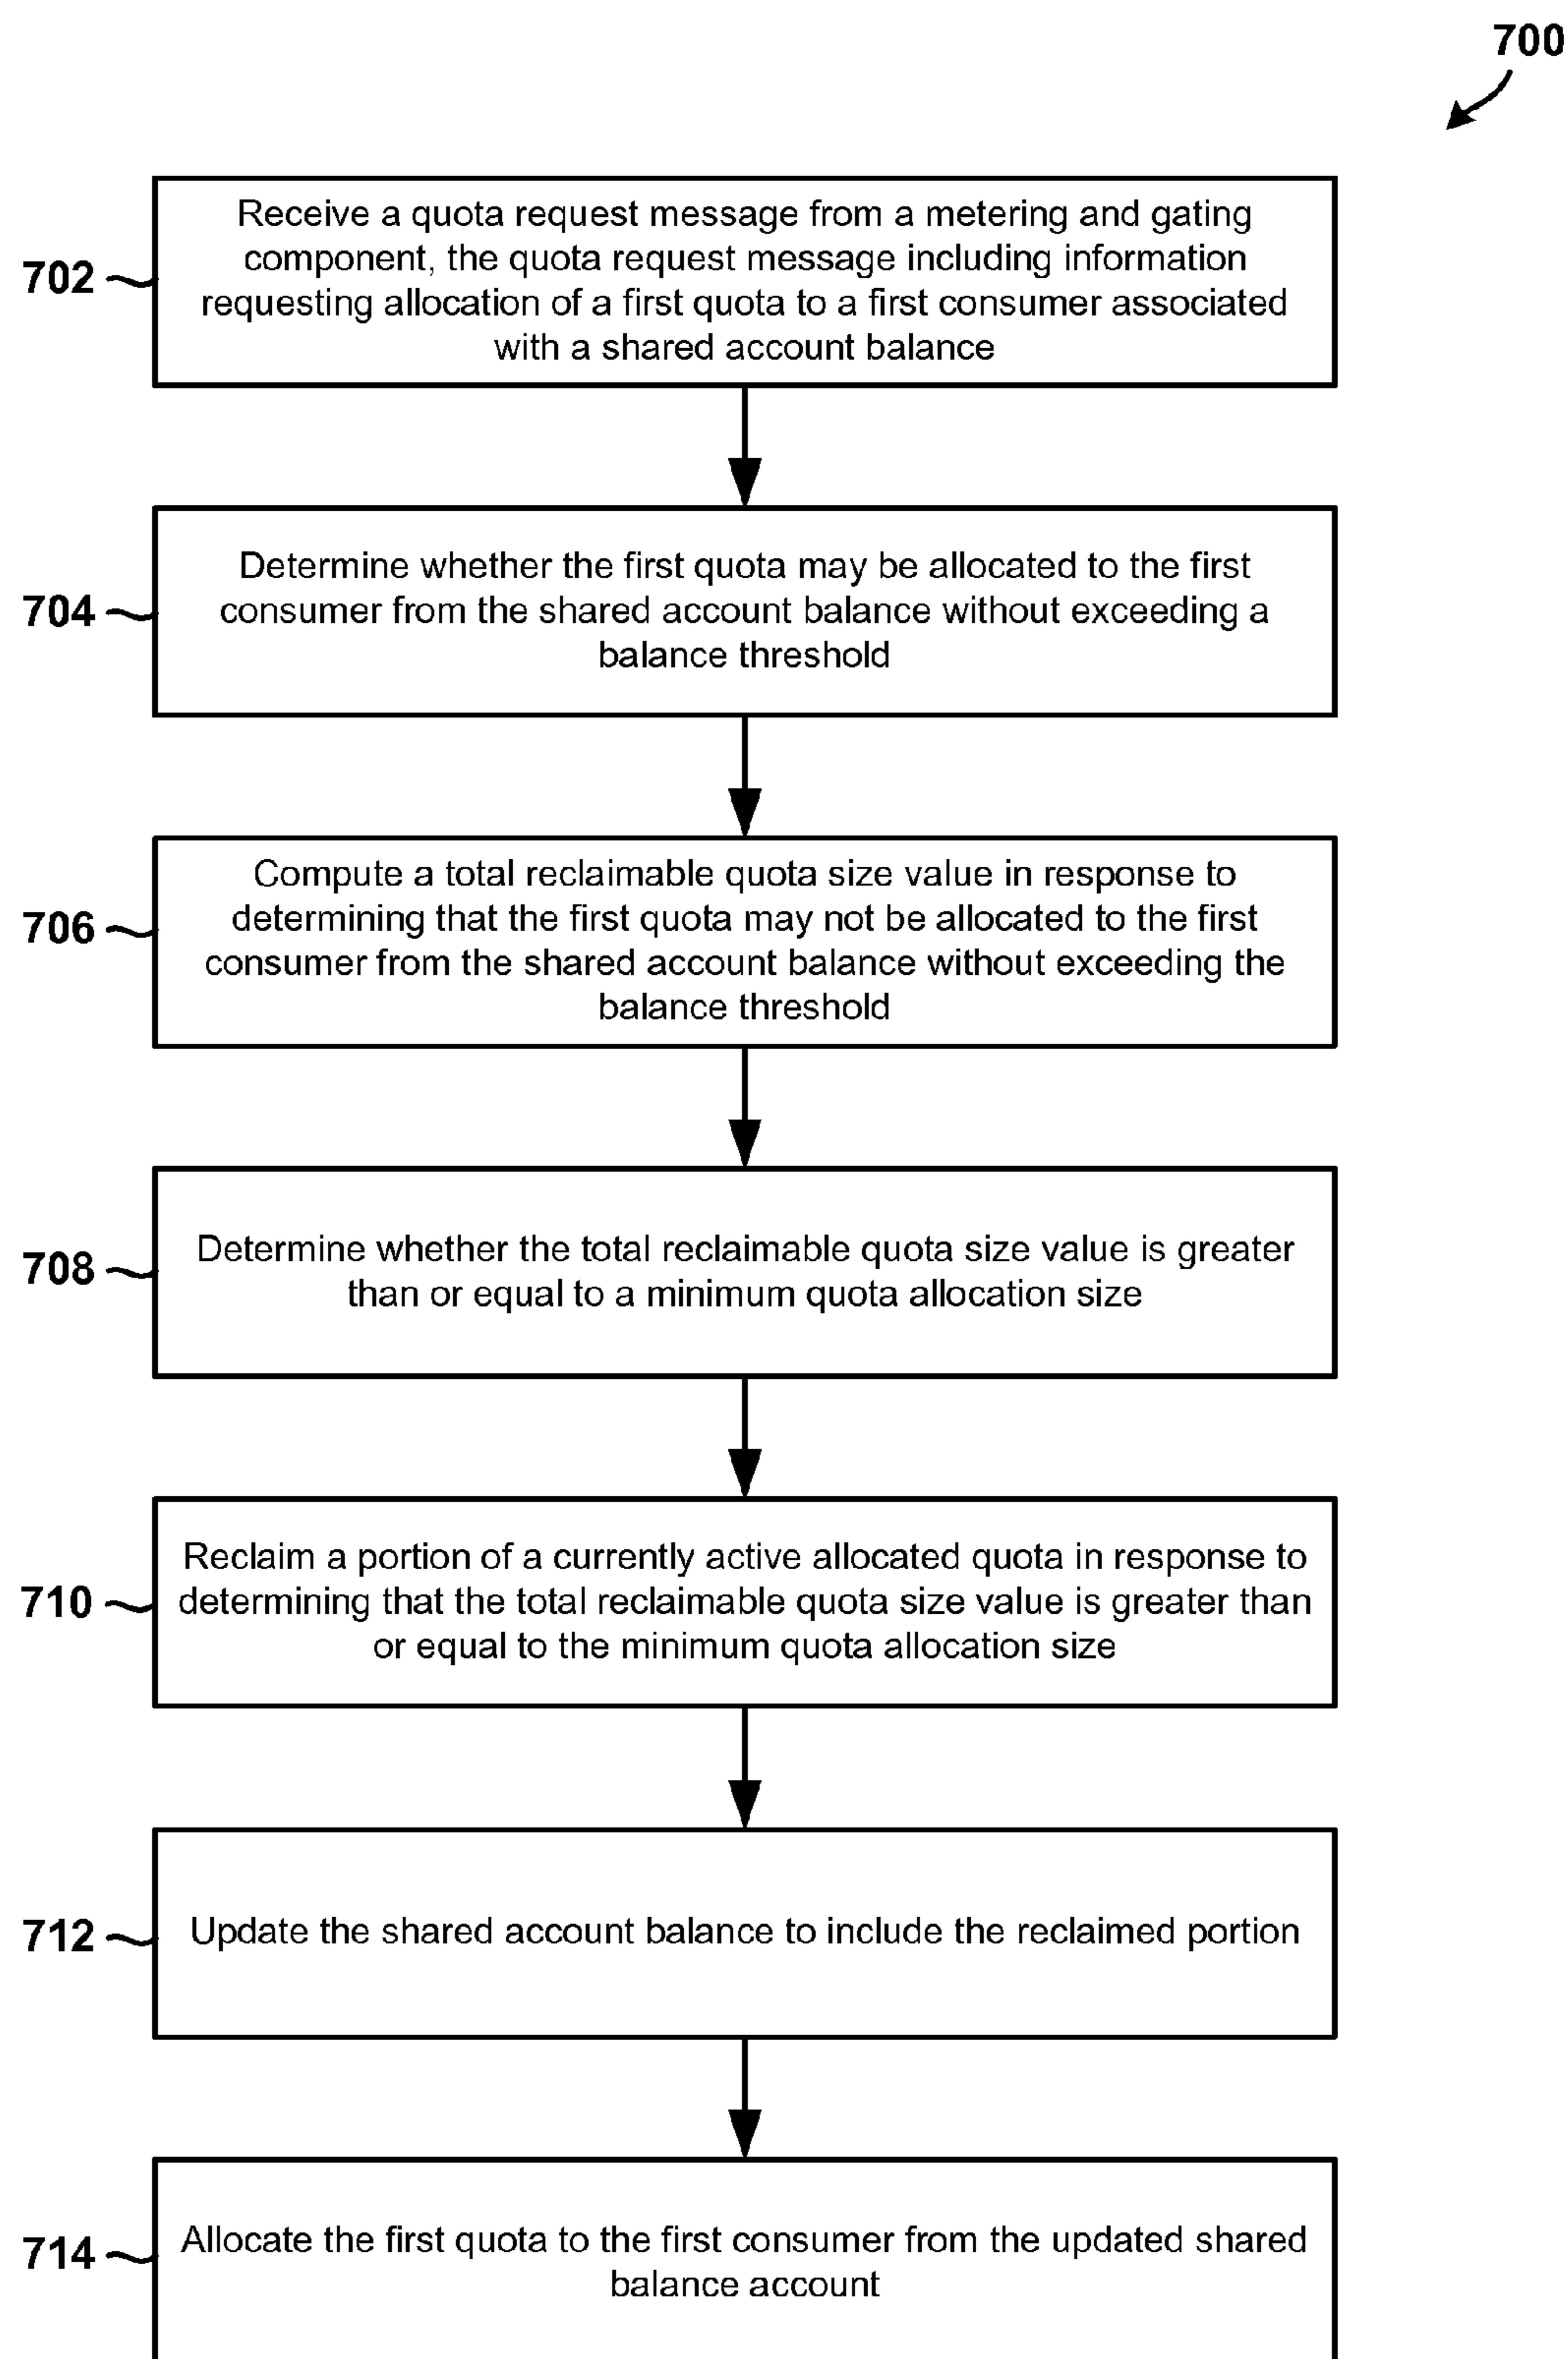 700
702
Receive a quota request message from a metering and gating
component, the quota request message including information
requesting allocation of a first quota to a first consumer associated
with a shared account balance
704
Determine whether the first quota may be allocated to the first
consumer from the shared account balance without exceeding a
balance threshold
706
Compute a total reclaimable quota size value in response to
determining that the first quota may not be allocated to the first
consumer from the shared account balance without exceeding the
balance threshold
708
Determine whether the total reclaimable quota size value is greater
than or equal to a minimum quota allocation size
710
Reclaim a portion of a currently active allocated quota in response to
determining that the total reclaimable quota size value is greater than
or equal to the minimum quota allocation size
712
Update the shared account balance to include the reclaimed portion
714
Allocate the first quota to the first consumer from the updated shared
balance account